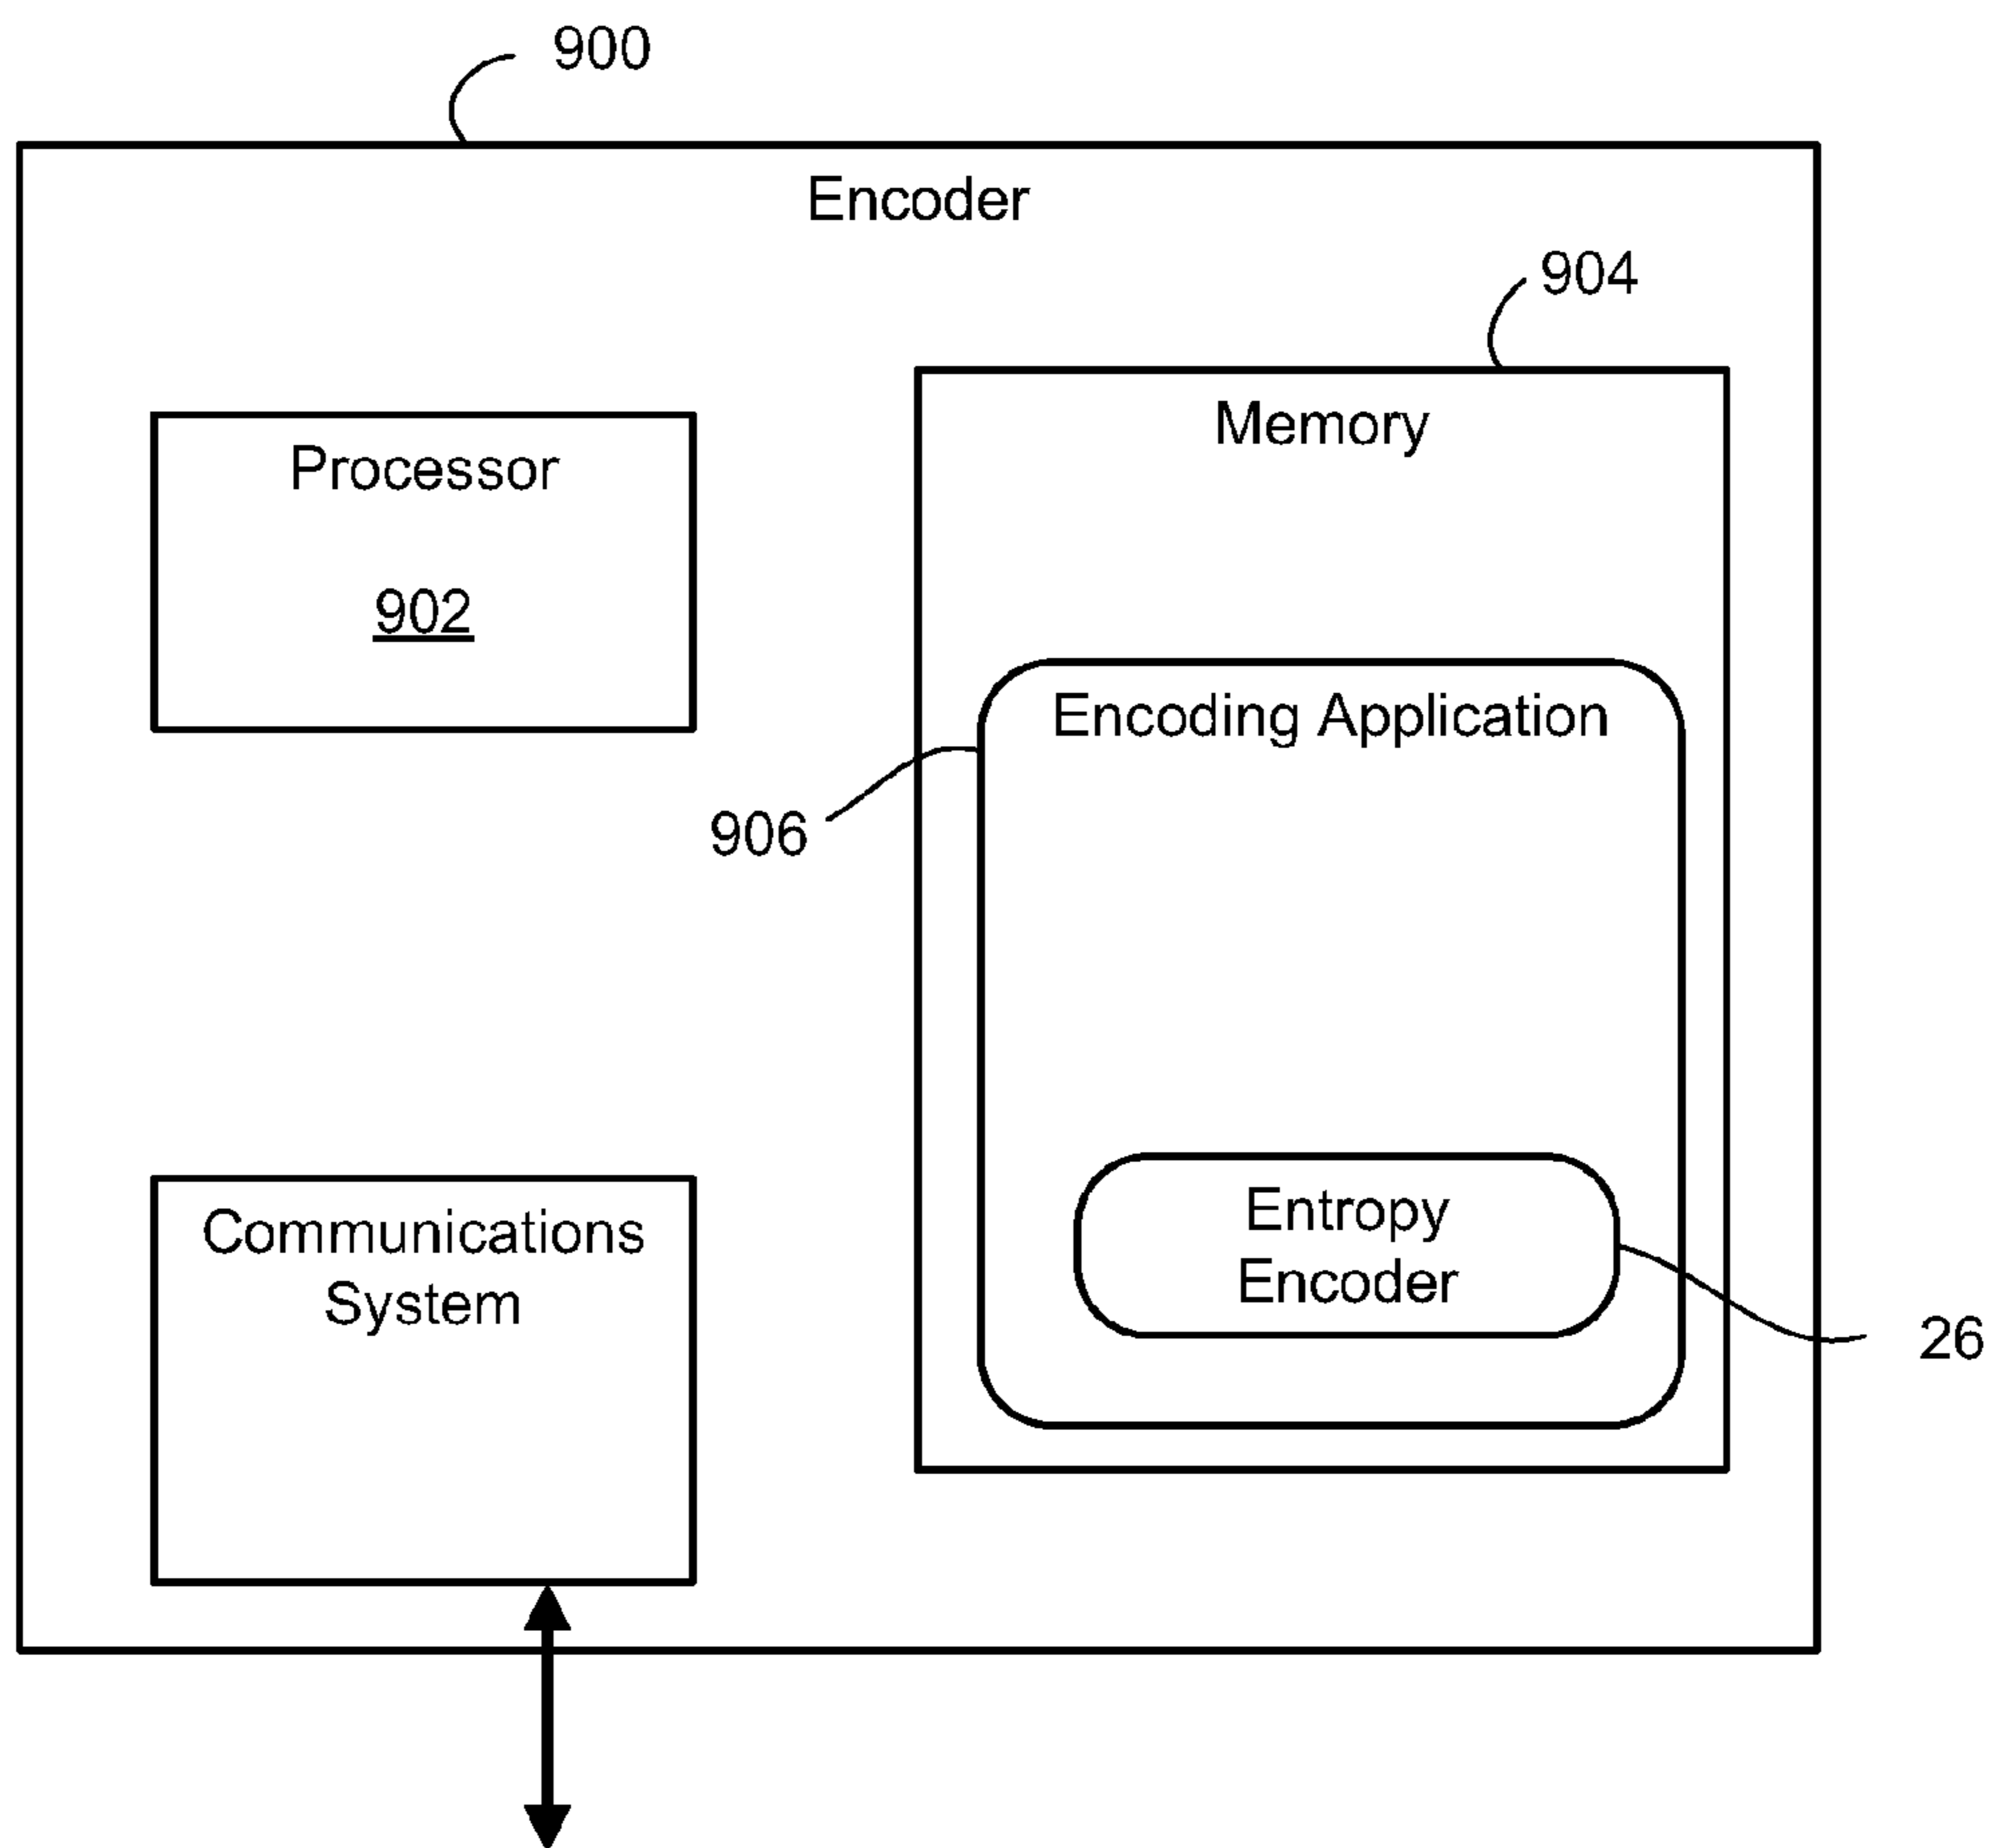 900
Encoder
904
Memory
Processor
902
Encoding Application
906
Entropy
Encoder
Communications
System
26